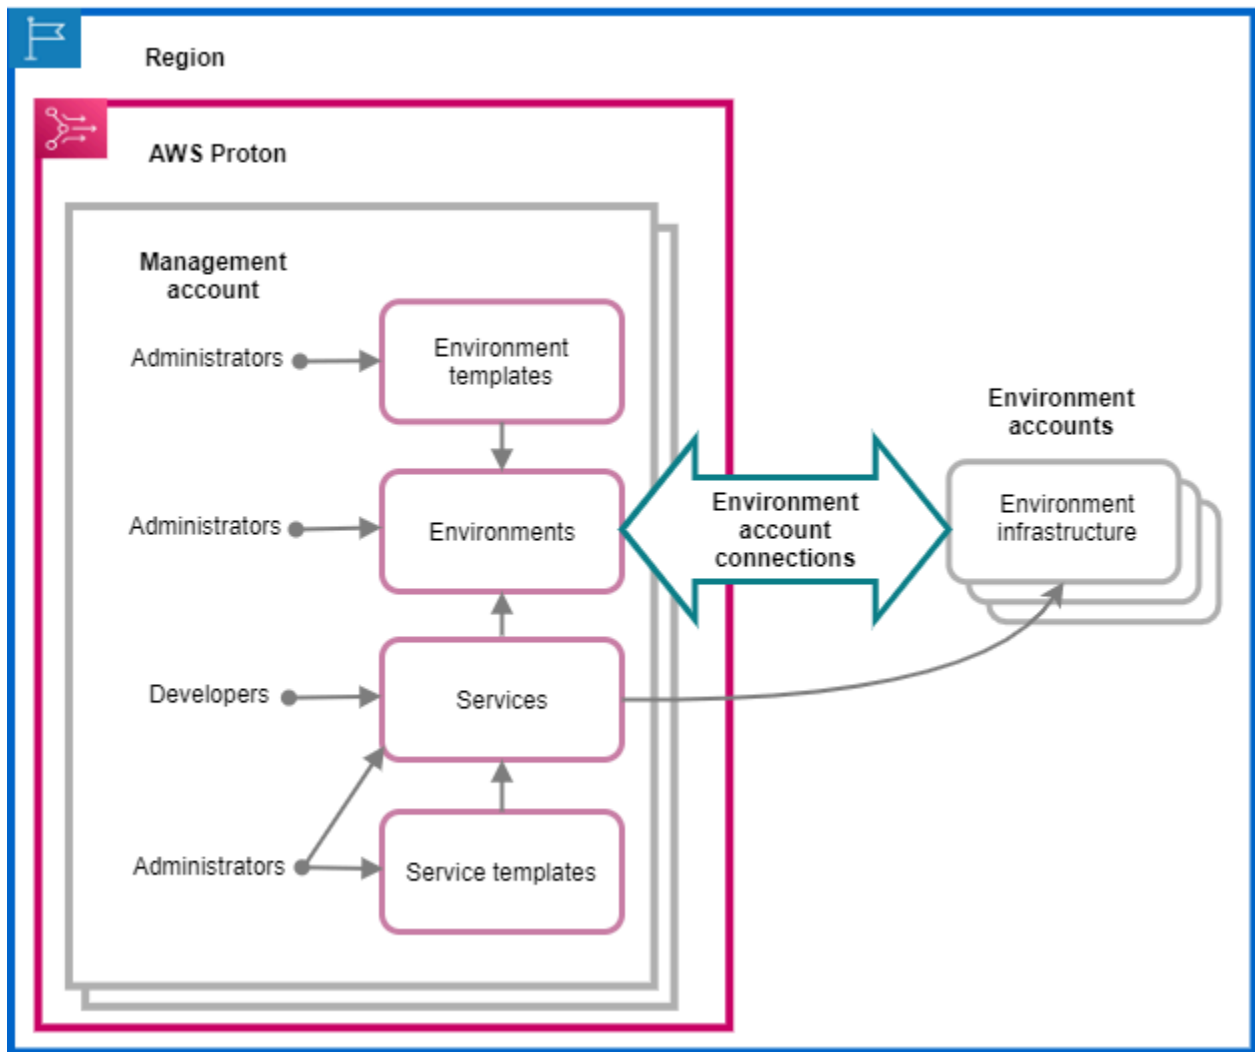 Region
AWS Proton
Management
account
Administrators
Environment
templates
Administrators
Environments
Environment
account
connections
Environment
accounts
Environment
infrastructure
Developers
Services
Administrators
Service templates